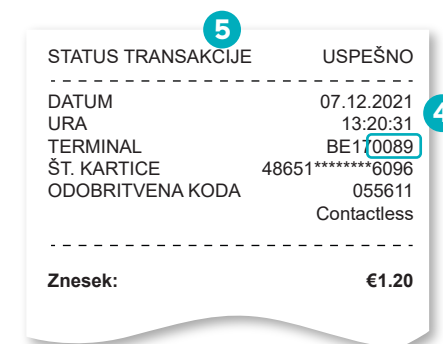 5
STATUS TRANSAKCIJE USPEŠNO
DATUM 07.12.2021
URA 13:20:31
4
TERMINAL BE170089
ŠT. KARTICE 48651********6096
ODOBRITVENA KODA 055611
Contactless
Znesek: €1.20